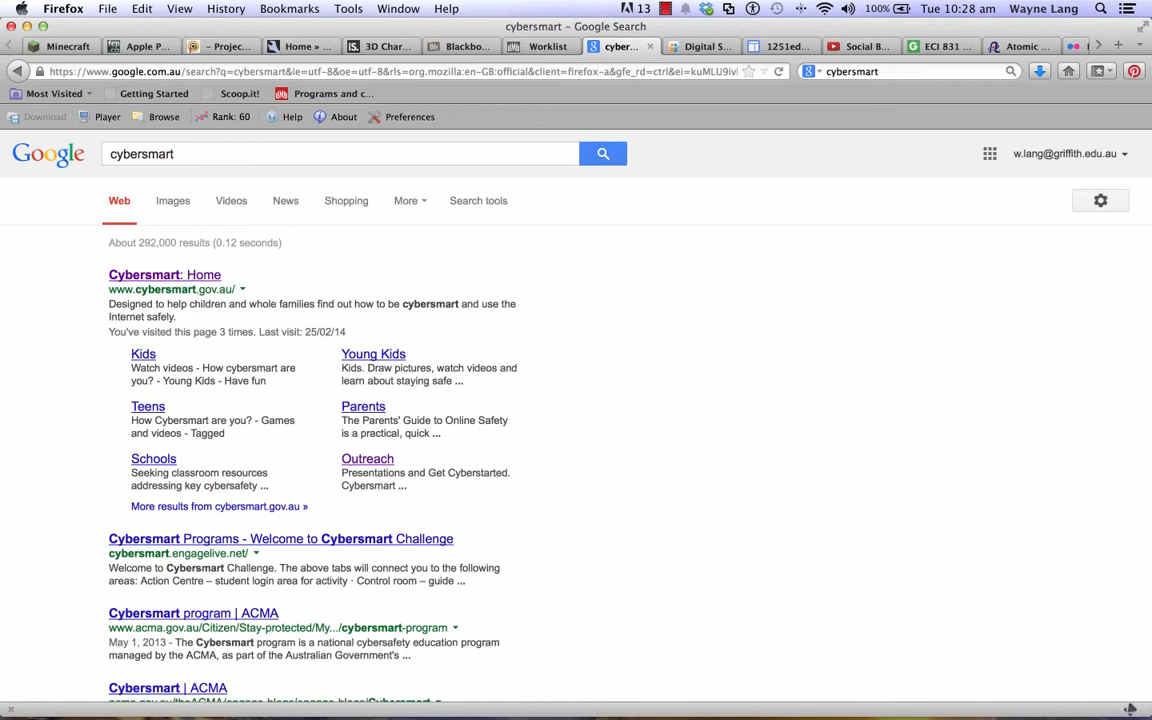 Firefox File Edit View History Bookmarks Tools Window Help 13 100% Tue 10:28 am Wayne Lang
cybersmart – Google Search
Minecraft Apple P... – Projec... Home » ... 3D Char... Blackbo... Worklist cyber... Digital S... 1251ed... Social B... ECI 831 ... Atomic ...
https://www.google.com.au/search?q=cybersmart&ie=utf-8&oe=utf-8&rls=org.mozilla:en-GB:official&client=firefox-a&gfe_rd=ctrl&ei=kuMLU9ivl cybersmart
Most Visited Getting Started Scoop.it! Programs and c...
Download Player Browse Rank: 60 Help About Preferences
Google cybersmart w.lang@griffith.edu.au
Web Images Videos News Shopping More Search tools
About 292,000 results (0.12 seconds)
Cybersmart: Home
www.cybersmart.gov.au/
Designed to help children and whole families find out how to be cybersmart and use the
Internet safely.
You've visited this page 3 times. Last visit: 25/02/14
Kids
Watch videos - How cybersmart are
you? - Young Kids - Have fun
Young Kids
Kids. Draw pictures, watch videos and
learn about staying safe ...
Teens
How Cybersmart are you? - Games
and videos - Tagged
Parents
The Parents' Guide to Online Safety
is a practical, quick ...
Schools
Seeking classroom resources
addressing key cybersafety ...
Outreach
Presentations and Get Cyberstarted.
Cybersmart ...
More results from cybersmart.gov.au »
Cybersmart Programs - Welcome to Cybersmart Challenge
cybersmart.engagelive.net/
Welcome to Cybersmart Challenge. The above tabs will connect you to the following
areas: Action Centre – student login area for activity · Control room – guide ...
Cybersmart program | ACMA
www.acma.gov.au/Citizen/Stay-protected/My.../cybersmart-program
May 1, 2013 - The Cybersmart program is a national cybersafety education program
managed by the ACMA, as part of the Australian Government's ...
Cybersmart | ACMA